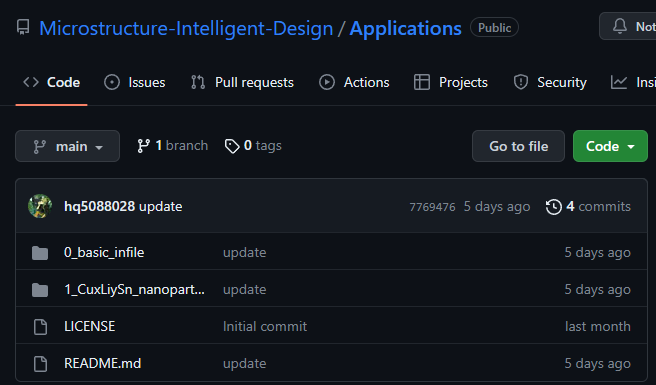 Microstructure-Intelligent-Design / Applications Public Not
Code Issues Pull requests Actions Projects Security Insi
main 1 branch 0 tags Go to file Code
hq5088028 update 7769476 5 days ago 4 commits
0_basic_infile update 5 days ago
1_CuxLiySn_nanopart... update 5 days ago
LICENSE Initial commit last month
README.md update 5 days ago